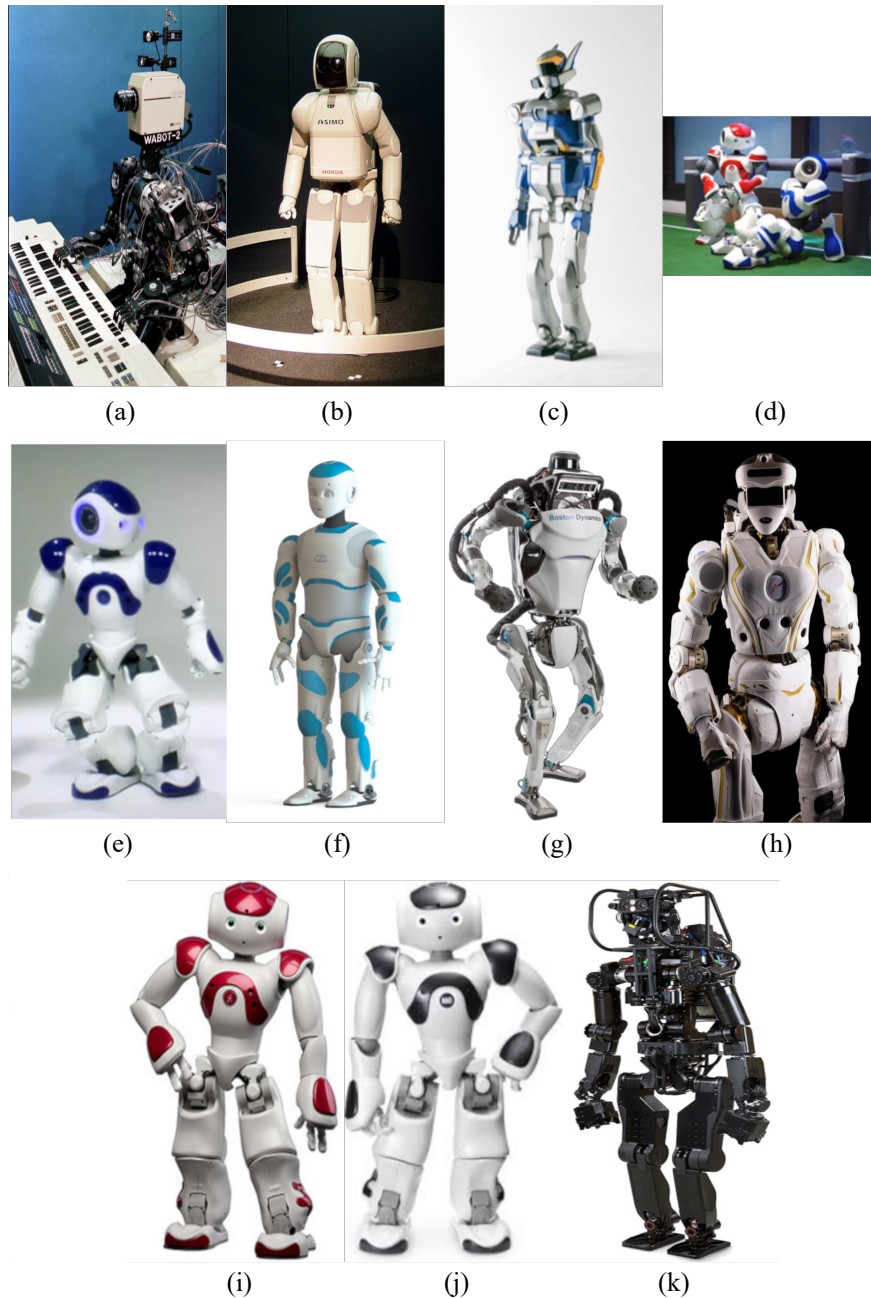 WABOT-2
ASIMO
HONDA
(a)
(b)
(c)
(d)
Boston Dynamics
(e)
(f)
(g)
(h)
(i)
(j)
(k)